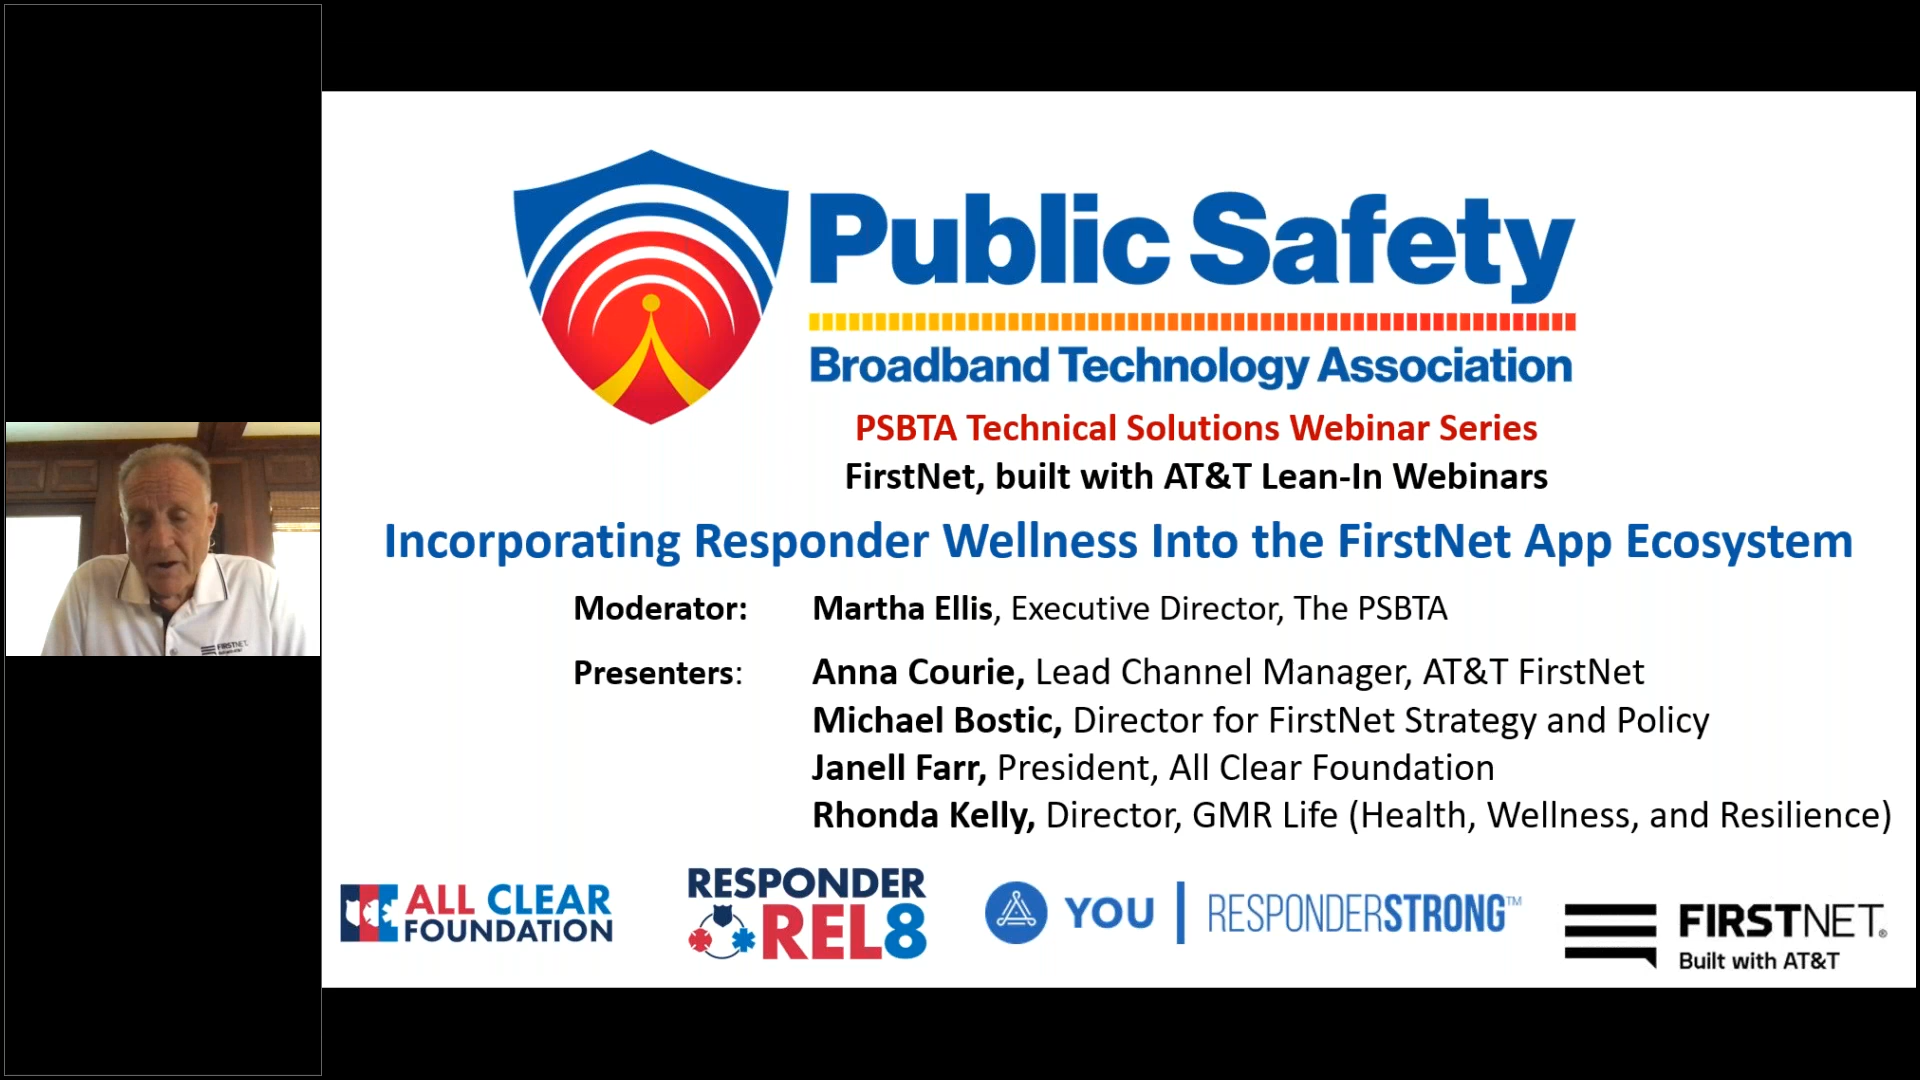 Public Safety
Broadband Technology Association
PSBTA Technical Solutions Webinar Series
FirstNet, built with AT&T Lean-In Webinars
Incorporating Responder Wellness Into the FirstNet App Ecosystem
Moderator: Martha Ellis, Executive Director, The PSBTA
Presenters: Anna Courie, Lead Channel Manager, AT&T FirstNet
Michael Bostic, Director for FirstNet Strategy and Policy
Janell Farr, President, All Clear Foundation
Rhonda Kelly, Director, GMR Life (Health, Wellness, and Resilience)
ALL CLEAR
FOUNDATION
RESPONDER
REL8
YOU | RESPONDERSTRONG™
FIRSTNET®
Built with AT&T
FIRSTNET